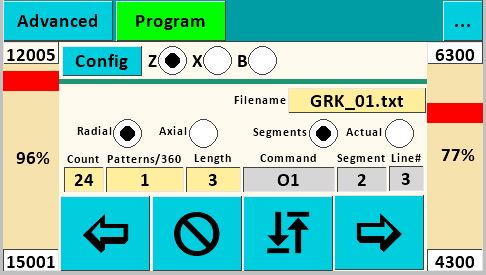 Advanced Program ...
12005 Config Z X B 6300
Filename GRK_01.txt
Radial Axial Segments Actual
96% 77%
Count Patterns/360 Length Command Segment Line#
24 1 3 O1 2 3
15001 4300